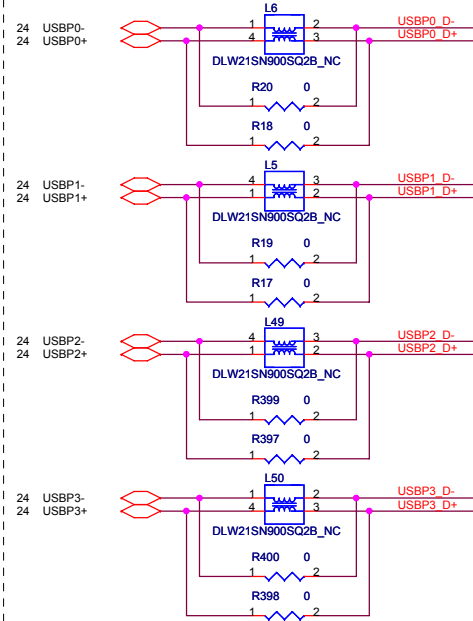 L6
24 USBP0- 1 2 USBP0_D-
24 USBP0+ 4 3 USBP0_D+
DLW21SN900SQ2B_NC
R20 0
1 2
R18 0
1 2
L5
24 USBP1- 4 3 USBP1_D-
24 USBP1+ 1 2 USBP1_D+
DLW21SN900SQ2B_NC
R19 0
1 2
R17 0
1 2
L49
24 USBP2- 4 3 USBP2_D-
24 USBP2+ 1 2 USBP2_D+
DLW21SN900SQ2B_NC
R399 0
1 2
R397 0
1 2
L50
24 USBP3- 1 2 USBP3_D-
24 USBP3+ 4 3 USBP3_D+
DLW21SN900SQ2B_NC
R400 0
1 2
R398 0
1 2